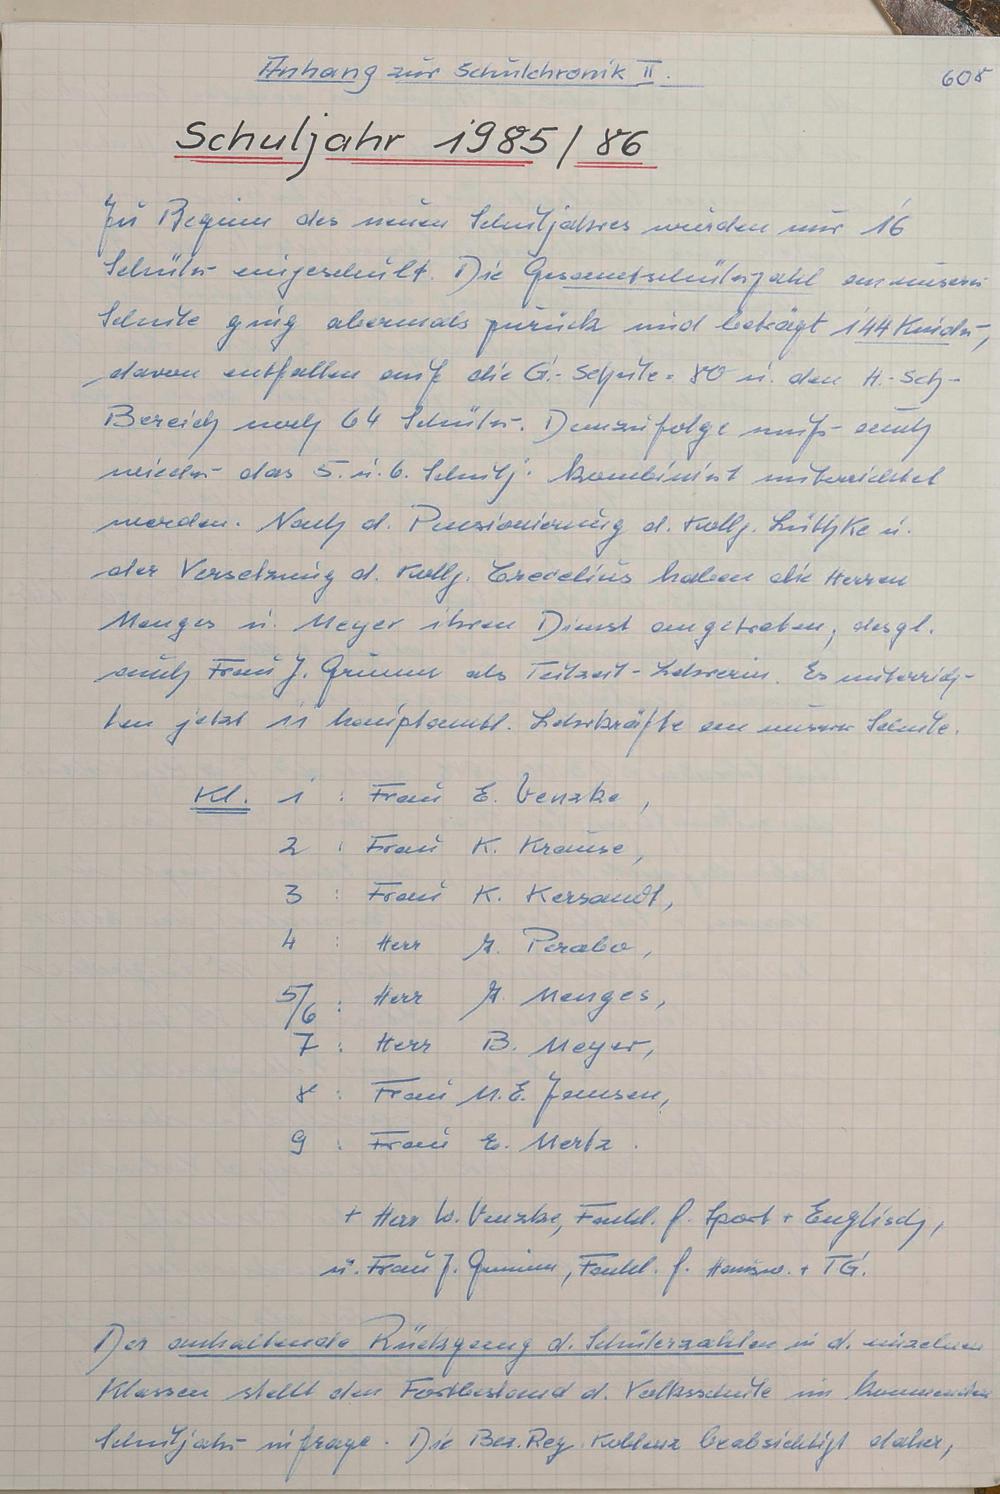 Anhang zur Schulchronik II.
608
Schuljahr 1985/86
Zu Beginn des neuen Schuljahres wurden nur 16
Schüler eingeschult. Die Gesamtschülerzahl an unserer
Schule ging abermals zurück und beträgt 144 Kinder,
davon entfallen auf die G.-Schule = 80 u. den H.-Sch-
Bereich noch 64 Schüler. Demzufolge muß auch
wieder das 5. u. 6. Schulj. kombiniert unterrichtet
werden. Nach d. Pensionierung d. Kollg. Lüthke u.
der Versetzung d. Kollg. Credelius haben die Herren
Menges u. Meyer ihren Dienst angetreten, desgl.
auch Frau J. Grimm als Teilzeit-Lehrerin. Es unterrich-
ten jetzt 11 hauptamtl. Lehrkräfte an unserer Schule.
Kl. 1 : Frau E. Venzke,
2 : Frau K. Krause,
3 : Frau K. Kersandt,
4 : Herr Perabo,
5/6 : Herr Menges,
7 : Herr B. Meyer,
8 : Frau M.E. Jansen,
9 : Frau E. Mertz.
+ Herr W. Venzke, Fachl. f. Sport + Englisch,
u. Frau J. Grimm, Fachl. f. Hausw. + TG.
Der anhaltende Rückgang d. Schülerzahlen in d. einzelnen
Klassen stellt den Fortbestand d. Volksschule im kommenden
Schuljahr infrage. Die Bez.Reg. Koblenz beabsichtigt daher,